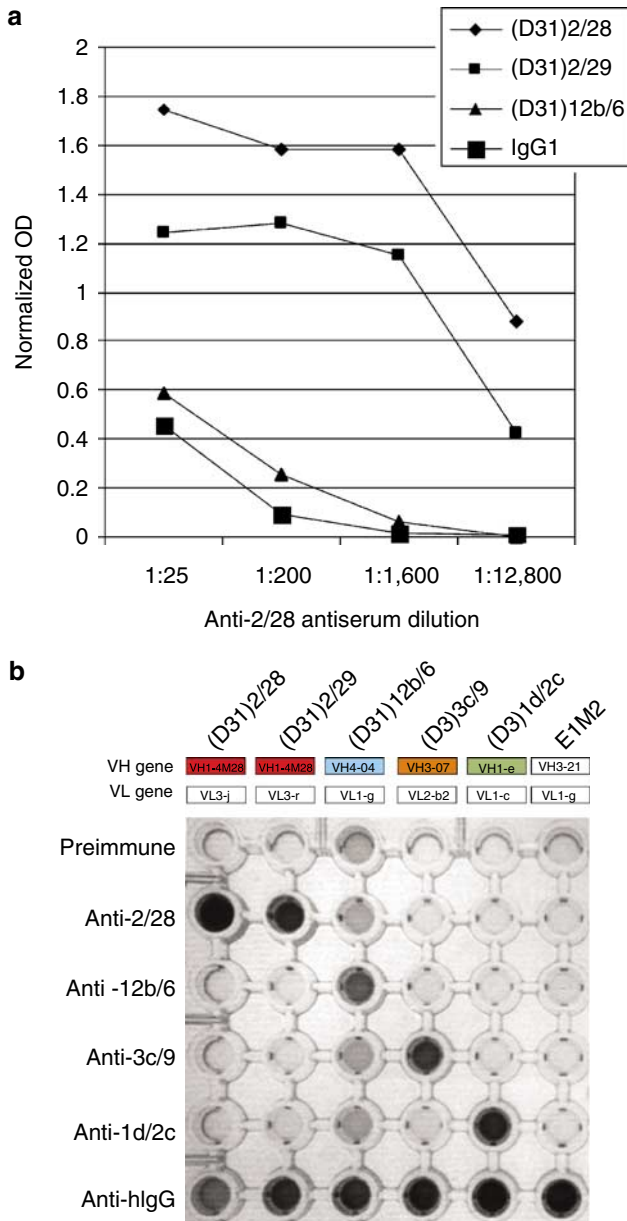 a
(D31)2/28
(D31)2/29
(D31)12b/6
IgG1
2
1.8
1.6
1.4
1.2
1
0.8
0.6
0.4
0.2
0
Normalized OD
1:25 1:200 1:1,600 1:12,800
Anti-2/28 antiserum dilution
b
(D31)2/28 (D31)2/29 (D31)12b/6 (D3)3c/9 (D3)1d/2c E1M2
VH gene VH1-4M28 VH1-4M28 VH4-04 VH3-07 VH1-e VH3-21
VL gene VL3-j VL3-r VL1-g VL2-b2 VL1-c VL1-g
Preimmune
Anti-2/28
Anti -12b/6
Anti-3c/9
Anti-1d/2c
Anti-hIgG